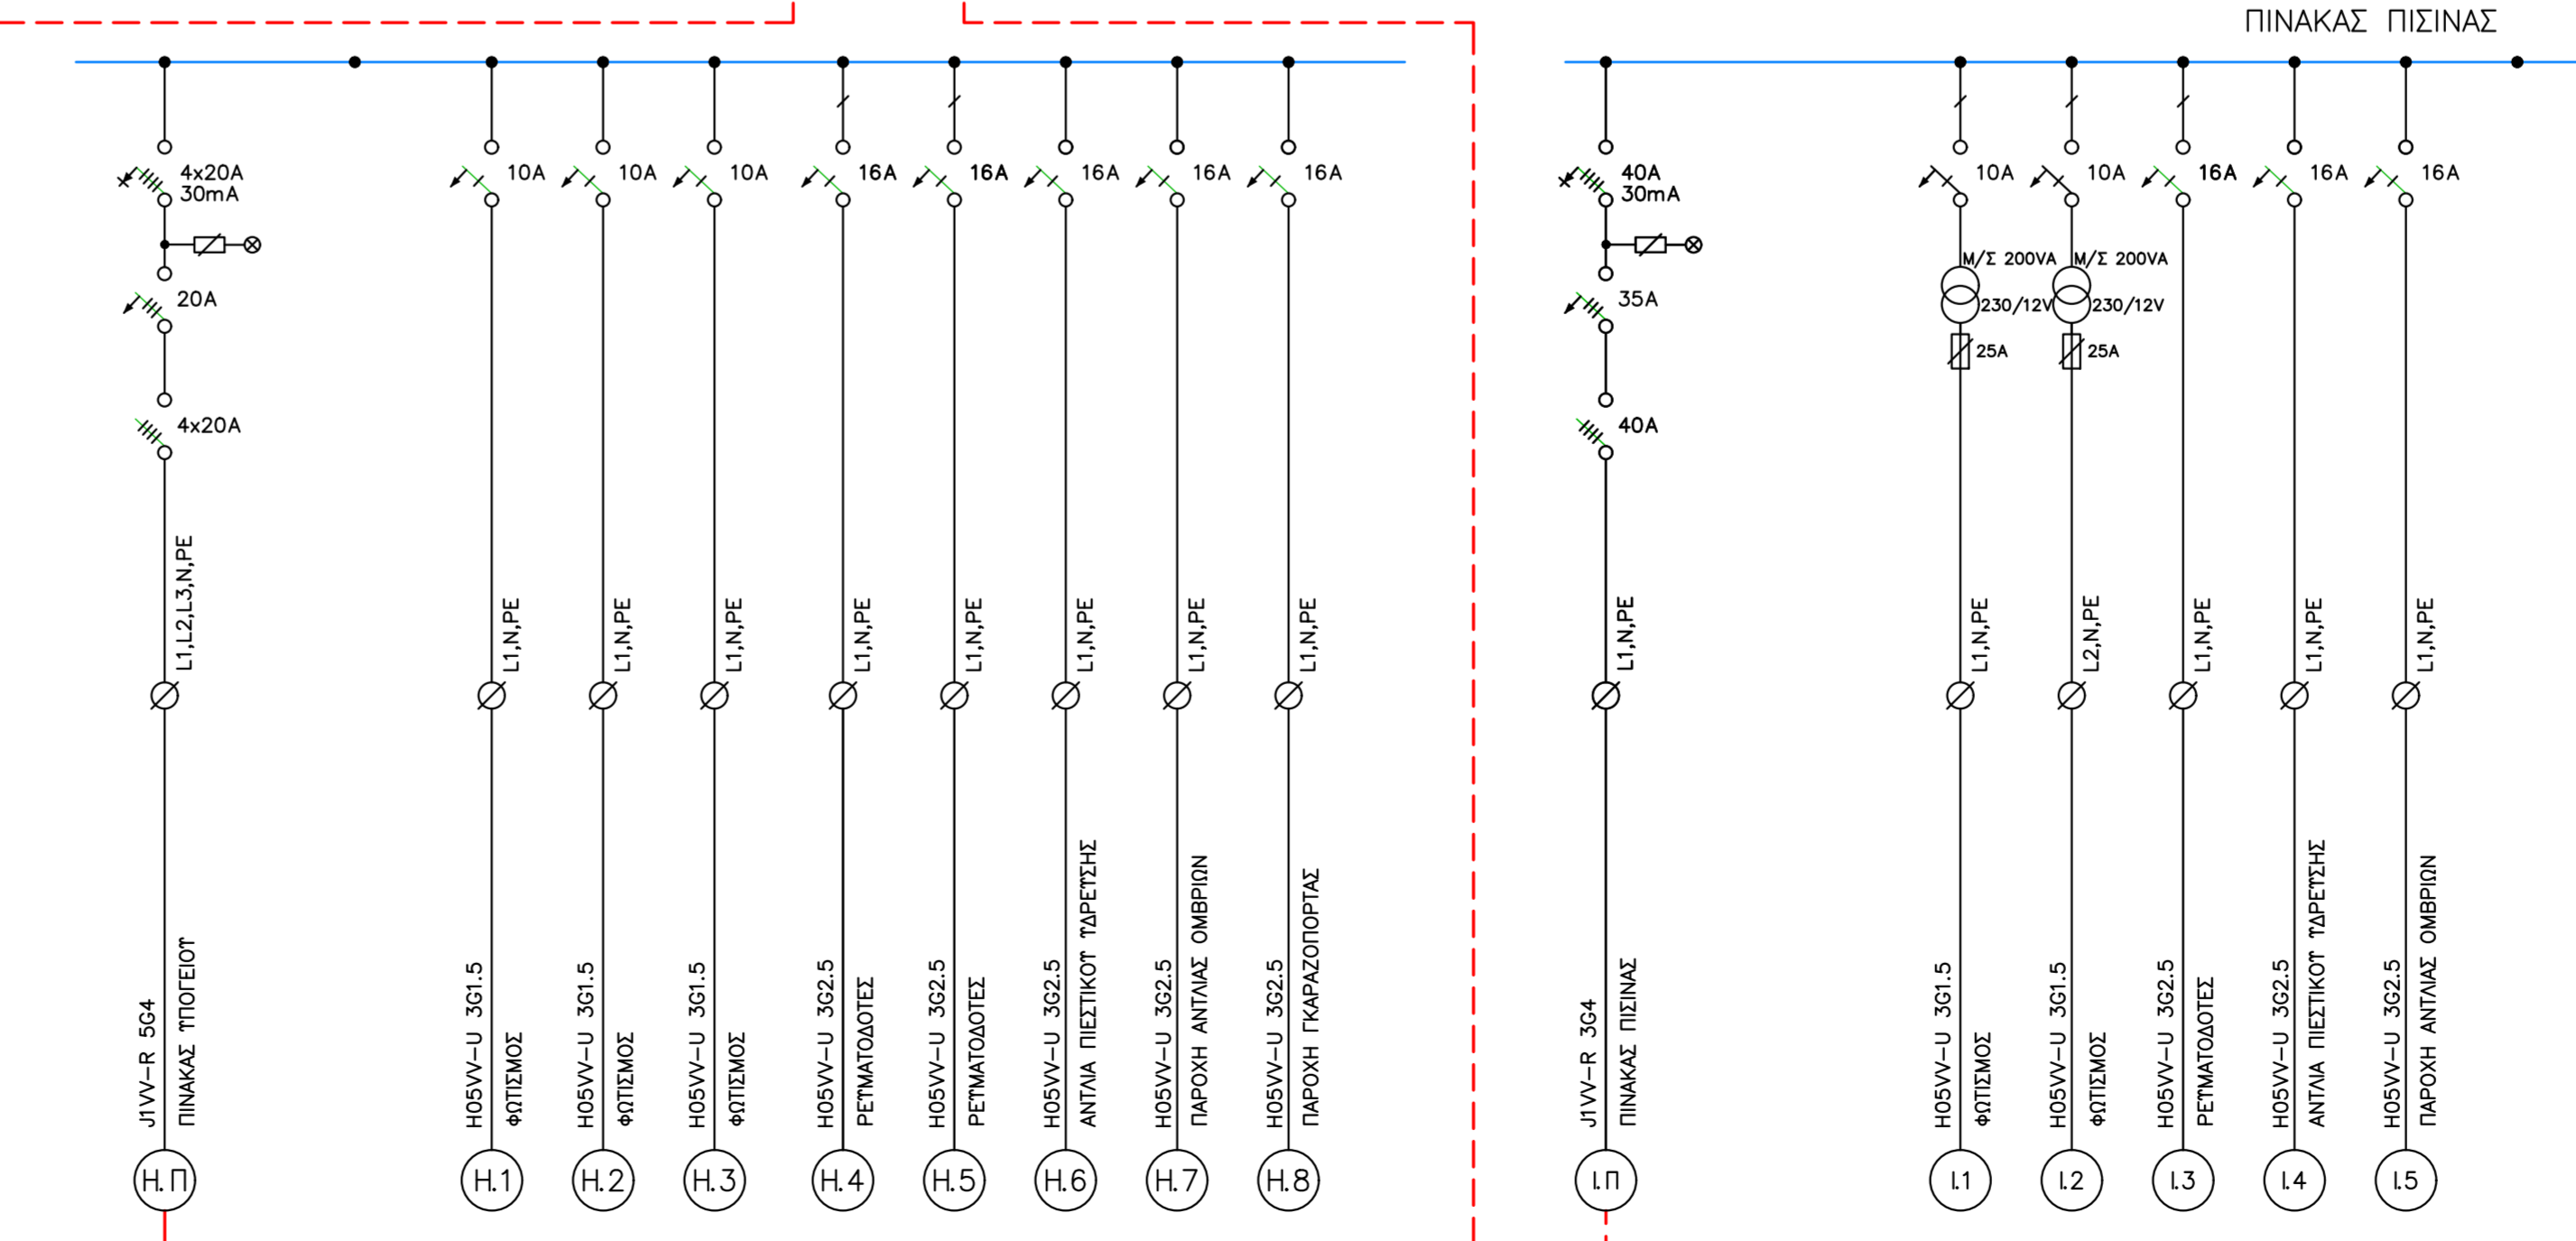 ΠΙΝΑΚΑΣ ΠΙΣΙΝΑΣ
4x20A
30mA
20A
4x20A
L1,L2,L3,N,PE
J1VV-R 5G4
ΠΙΝΑΚΑΣ ΥΠΟΓΕΙΟΥ
Η.Π
10A
L1,N,PE
H05VV-U 3G1.5
ΦΩΤΙΣΜΟΣ
Η.1
10A
L1,N,PE
H05VV-U 3G1.5
ΦΩΤΙΣΜΟΣ
Η.2
10A
L1,N,PE
H05VV-U 3G1.5
ΦΩΤΙΣΜΟΣ
Η.3
16A
L1,N,PE
H05VV-U 3G2.5
ΡΕΥΜΑΤΟΔΟΤΕΣ
Η.4
16A
L1,N,PE
H05VV-U 3G2.5
ΡΕΥΜΑΤΟΔΟΤΕΣ
Η.5
16A
L1,N,PE
H05VV-U 3G2.5
ΑΝΤΛΙΑ ΠΙΕΣΤΙΚΟΥ ΥΔΡΕΥΣΗΣ
Η.6
16A
L1,N,PE
H05VV-U 3G2.5
ΠΑΡΟΧΗ ΑΝΤΛΙΑΣ ΟΜΒΡΙΩΝ
Η.7
16A
L1,N,PE
H05VV-U 3G2.5
ΠΑΡΟΧΗ ΓΚΑΡΑΖΟΠΟΡΤΑΣ
Η.8
40A
30mA
35A
40A
L1,N,PE
J1VV-R 3G4
ΠΙΝΑΚΑΣ ΠΙΣΙΝΑΣ
Ι.Π
10A
Μ/Σ 200VA
230/12V
25A
L1,N,PE
H05VV-U 3G1.5
ΦΩΤΙΣΜΟΣ
Ι.1
10A
Μ/Σ 200VA
230/12V
25A
L2,N,PE
H05VV-U 3G1.5
ΦΩΤΙΣΜΟΣ
Ι.2
16A
L1,N,PE
H05VV-U 3G2.5
ΡΕΥΜΑΤΟΔΟΤΕΣ
Ι.3
16A
L1,N,PE
H05VV-U 3G2.5
ΑΝΤΛΙΑ ΠΙΕΣΤΙΚΟΥ ΥΔΡΕΥΣΗΣ
Ι.4
16A
L1,N,PE
H05VV-U 3G2.5
ΠΑΡΟΧΗ ΑΝΤΛΙΑΣ ΟΜΒΡΙΩΝ
Ι.5